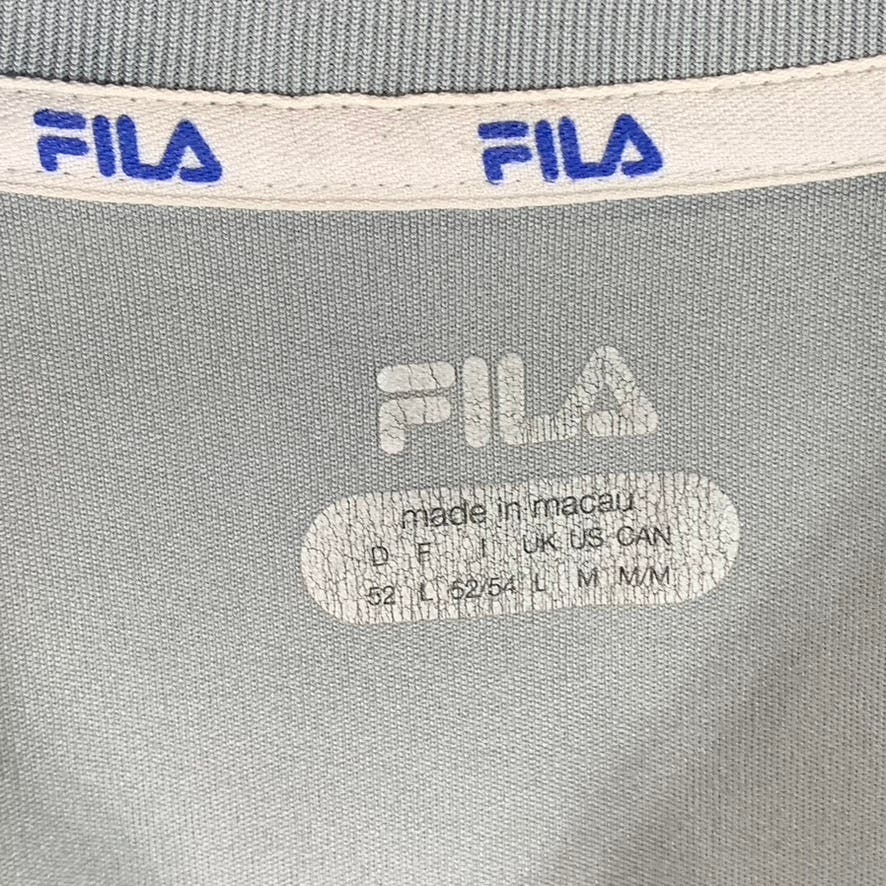 FILA FILA
FILA
made in macau
D F I UK US CAN
52 L 52/54 L M M/M